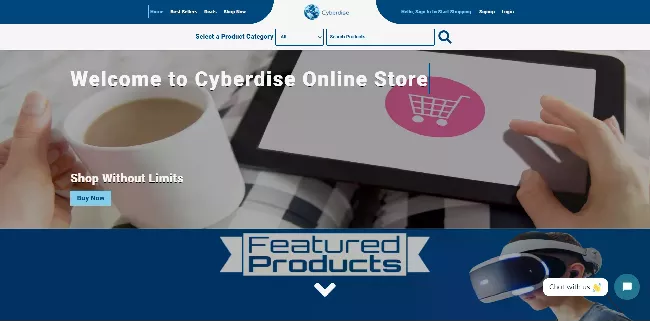 Home Best Sellers Deals Shop Now
Cyberdise
Hello, Sign In to Start Shopping Signup Login
Select a Product Category All Search Products
Welcome to Cyberdise Online Store
Shop Without Limits
Buy Now
Featured
Products
Chat with us 👋